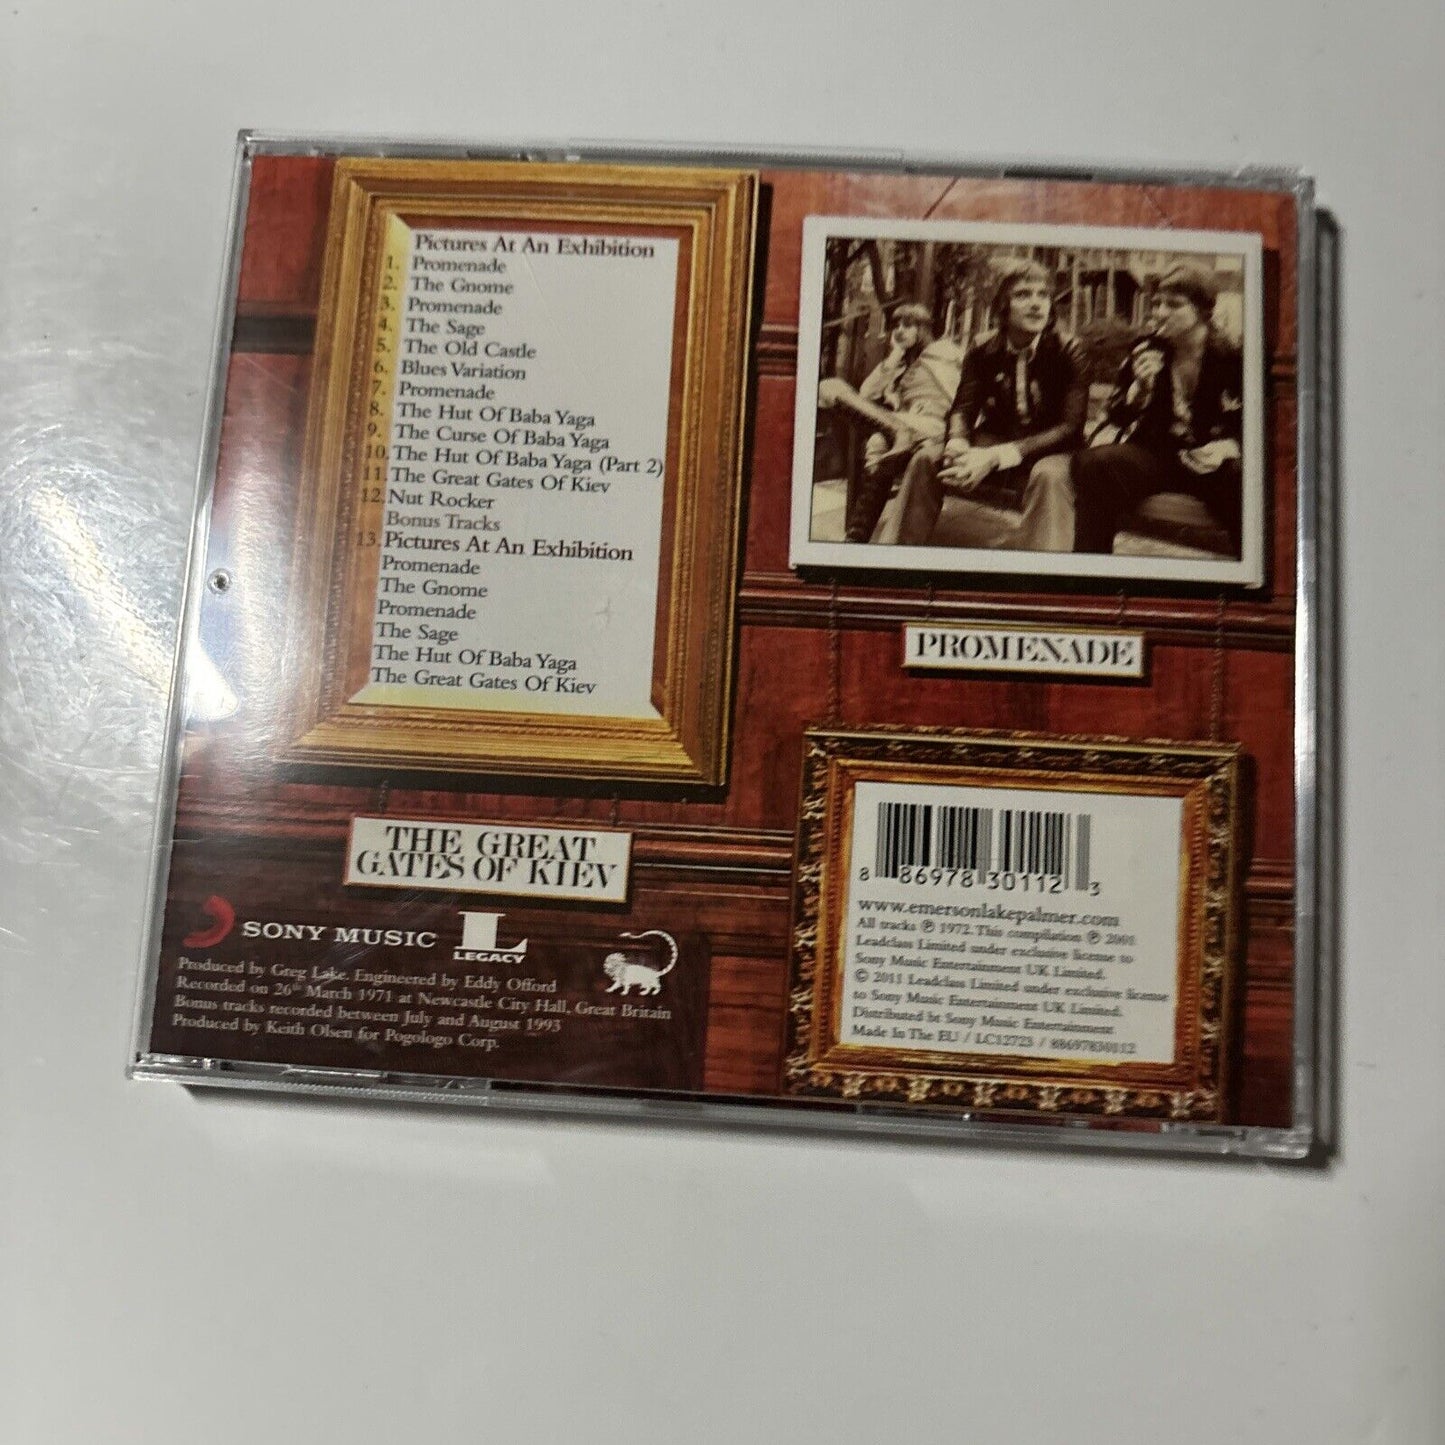 Pictures At An Exhibition
1. Promenade
2. The Gnome
3. Promenade
4. The Sage
5. The Old Castle
6. Blues Variation
7. Promenade
8. The Hut Of Baba Yaga
9. The Curse Of Baba Yaga
10. The Hut Of Baba Yaga (Part 2)
11. The Great Gates Of Kiev
12. Nut Rocker
Bonus Tracks
13. Pictures At An Exhibition
Promenade
The Gnome
Promenade
The Sage
The Hut Of Baba Yaga
The Great Gates Of Kiev
THE GREAT
GATES OF KIEV
SONY MUSIC
L
LEGACY
Produced by Greg Lake. Engineered by Eddy Offord
Recorded on 26th March 1971 at Newcastle City Hall, Great Britain
Bonus tracks recorded between July and August 1993
Produced by Keith Olsen for Pogologo Corp.
PROMENADE
8 86978 30112 3
www.emersonlakepalmer.com
All tracks ℗ 1972. This compilation ℗ 2001
Leadclass Limited under exclusive license to
Sony Music Entertainment UK Limited.
© 2011 Leadclass Limited under exclusive license
to Sony Music Entertainment UK Limited.
Distributed bt Sony Music Entertainment
Made In The EU / LC12723 / 88697830112